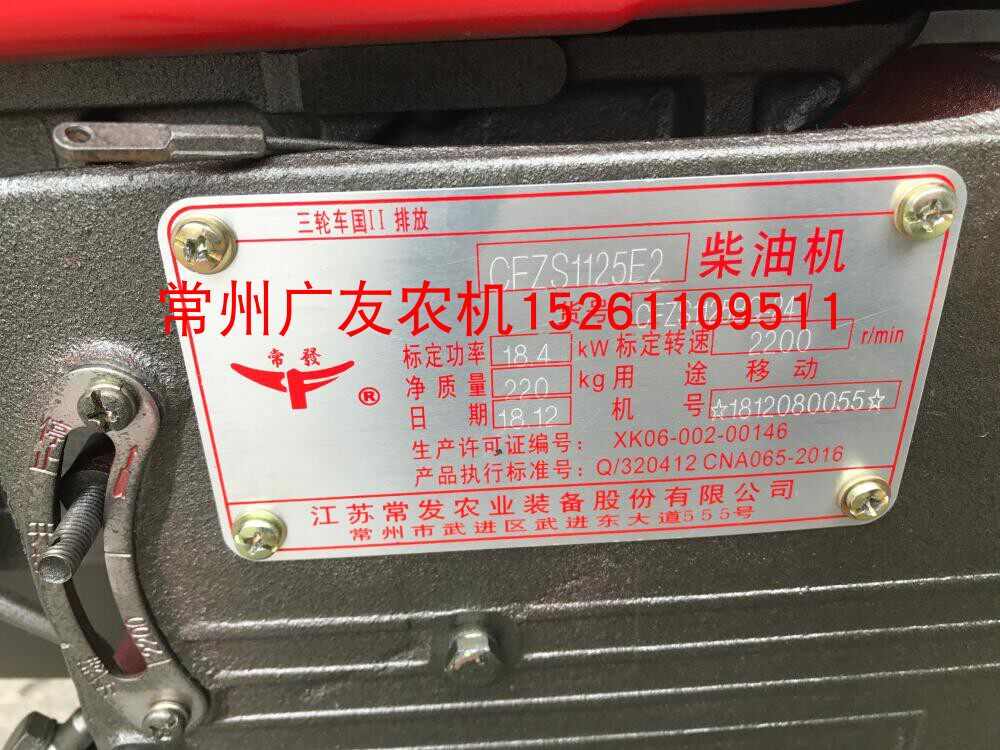 三轮车国II 排放
CFZS1125E2 柴油机
常州广友农机15261109511
常發
®
标定功率 18.4 kW 标定转速 2200 r/min
净质量 220 kg 用途 移动
日期 18.12 机号 ☆1812080055☆
生产许可证编号： XK06-002-00146
产品执行标准号：Q/320412 CNA065-2016
江苏常发农业装备股份有限公司
常州市武进区武进东大道555号
2200